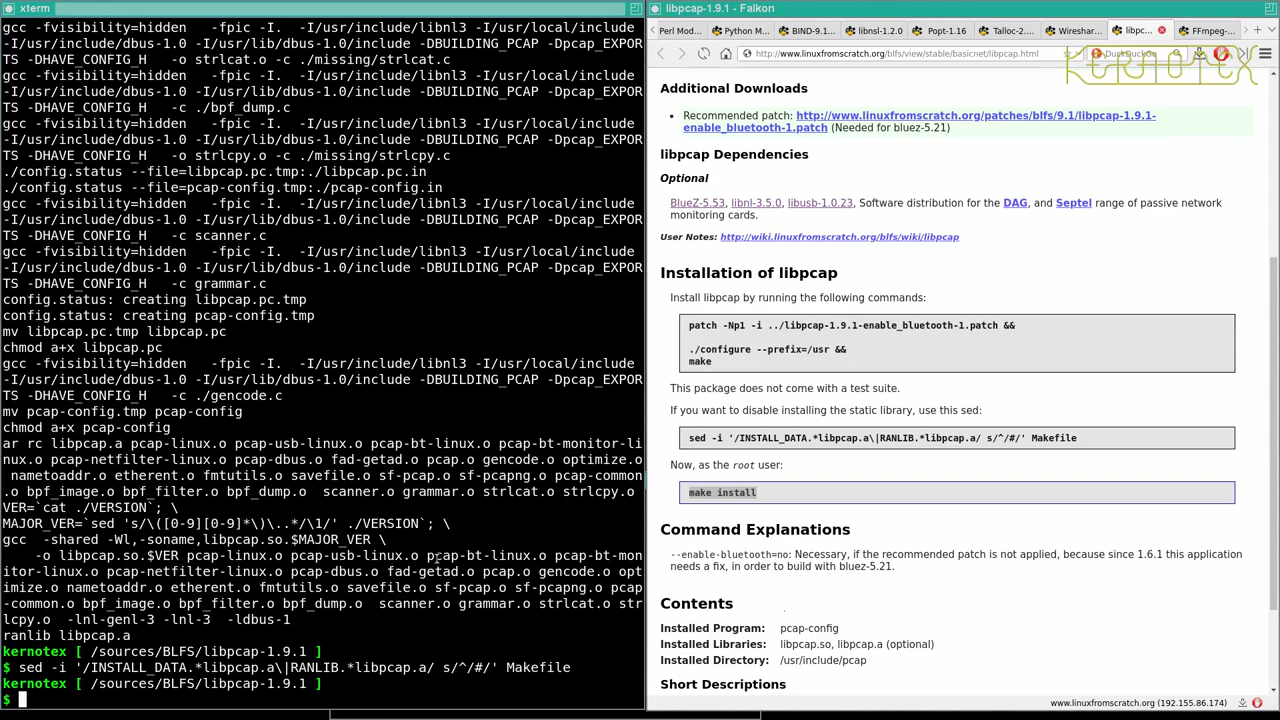 xterm
gcc -fvisibility=hidden   -fpic -I.  -I/usr/include/libnl3 -I/usr/local/include
-I/usr/include/dbus-1.0 -I/usr/lib/dbus-1.0/include -DBUILDING_PCAP -Dpcap_EXPOR
TS -DHAVE_CONFIG_H   -o strlcat.o -c ./missing/strlcat.c
gcc -fvisibility=hidden   -fpic -I.  -I/usr/include/libnl3 -I/usr/local/include
-I/usr/include/dbus-1.0 -I/usr/lib/dbus-1.0/include -DBUILDING_PCAP -Dpcap_EXPOR
TS -DHAVE_CONFIG_H   -c ./bpf_dump.c
gcc -fvisibility=hidden   -fpic -I.  -I/usr/include/libnl3 -I/usr/local/include
-I/usr/include/dbus-1.0 -I/usr/lib/dbus-1.0/include -DBUILDING_PCAP -Dpcap_EXPOR
TS -DHAVE_CONFIG_H   -o strlcpy.o -c ./missing/strlcpy.c
./config.status --file=libpcap.pc.tmp:./libpcap.pc.in
./config.status --file=pcap-config.tmp:./pcap-config.in
gcc -fvisibility=hidden   -fpic -I.  -I/usr/include/libnl3 -I/usr/local/include
-I/usr/include/dbus-1.0 -I/usr/lib/dbus-1.0/include -DBUILDING_PCAP -Dpcap_EXPOR
TS -DHAVE_CONFIG_H   -c scanner.c
gcc -fvisibility=hidden   -fpic -I.  -I/usr/include/libnl3 -I/usr/local/include
-I/usr/include/dbus-1.0 -I/usr/lib/dbus-1.0/include -DBUILDING_PCAP -Dpcap_EXPOR
TS -DHAVE_CONFIG_H   -c grammar.c
config.status: creating libpcap.pc.tmp
config.status: creating pcap-config.tmp
mv libpcap.pc.tmp libpcap.pc
chmod a+x libpcap.pc
gcc -fvisibility=hidden   -fpic -I.  -I/usr/include/libnl3 -I/usr/local/include
-I/usr/include/dbus-1.0 -I/usr/lib/dbus-1.0/include -DBUILDING_PCAP -Dpcap_EXPOR
TS -DHAVE_CONFIG_H   -c ./gencode.c
mv pcap-config.tmp pcap-config
chmod a+x pcap-config
ar rc libpcap.a pcap-linux.o pcap-usb-linux.o pcap-bt-linux.o pcap-bt-monitor-li
nux.o pcap-netfilter-linux.o pcap-dbus.o fad-getad.o pcap.o gencode.o optimize.o
 nametoaddr.o etherent.o fmtutils.o savefile.o sf-pcap.o sf-pcapng.o pcap-common
.o bpf_image.o bpf_filter.o bpf_dump.o  scanner.o grammar.o strlcat.o strlcpy.o
VER=`cat ./VERSION`; \
MAJOR_VER=`sed 's/\([0-9][0-9]*\)\..*/\1/' ./VERSION`; \
gcc  -shared -Wl,-soname,libpcap.so.$MAJOR_VER \
    -o libpcap.so.$VER pcap-linux.o pcap-usb-linux.o pcap-bt-linux.o pcap-bt-mon
itor-linux.o pcap-netfilter-linux.o pcap-dbus.o fad-getad.o pcap.o gencode.o opt
imize.o nametoaddr.o etherent.o fmtutils.o savefile.o sf-pcap.o sf-pcapng.o pcap
-common.o bpf_image.o bpf_filter.o bpf_dump.o  scanner.o grammar.o strlcat.o str
lcpy.o  -lnl-genl-3 -lnl-3  -ldbus-1
ranlib libpcap.a
kernotex [ /sources/BLFS/libpcap-1.9.1 ]
$ sed -i '/INSTALL_DATA.*libpcap.a\|RANLIB.*libpcap.a/ s/^/#/' Makefile
kernotex [ /sources/BLFS/libpcap-1.9.1 ]
$
libpcap-1.9.1 - Falkon
Perl Mod... Python M... BIND-9.1... libnsl-1.2.0 Popt-1.16 Talloc-2.... Wireshar... libpc... FFmpeg-...
http://www.linuxfromscratch.org/blfs/view/stable/basicnet/libpcap.html DuckDuckGo
KERNOTEX
Additional Downloads
• Recommended patch: http://www.linuxfromscratch.org/patches/blfs/9.1/libpcap-1.9.1-
enable_bluetooth-1.patch (Needed for bluez-5.21)
libpcap Dependencies
Optional
BlueZ-5.53, libnl-3.5.0, libusb-1.0.23, Software distribution for the DAG, and Septel range of passive network
monitoring cards.
User Notes: http://wiki.linuxfromscratch.org/blfs/wiki/libpcap
Installation of libpcap
Install libpcap by running the following commands:
patch -Np1 -i ../libpcap-1.9.1-enable_bluetooth-1.patch &&
./configure --prefix=/usr &&
make
This package does not come with a test suite.
If you want to disable installing the static library, use this sed:
sed -i '/INSTALL_DATA.*libpcap.a\|RANLIB.*libpcap.a/ s/^/#/' Makefile
Now, as the root user:
make install
Command Explanations
--enable-bluetooth=no: Necessary, if the recommended patch is not applied, because since 1.6.1 this application
needs a fix, in order to build with bluez-5.21.
Contents
Installed Program: pcap-config
Installed Libraries: libpcap.so, libpcap.a (optional)
Installed Directory: /usr/include/pcap
Short Descriptions
www.linuxfromscratch.org (192.155.86.174)